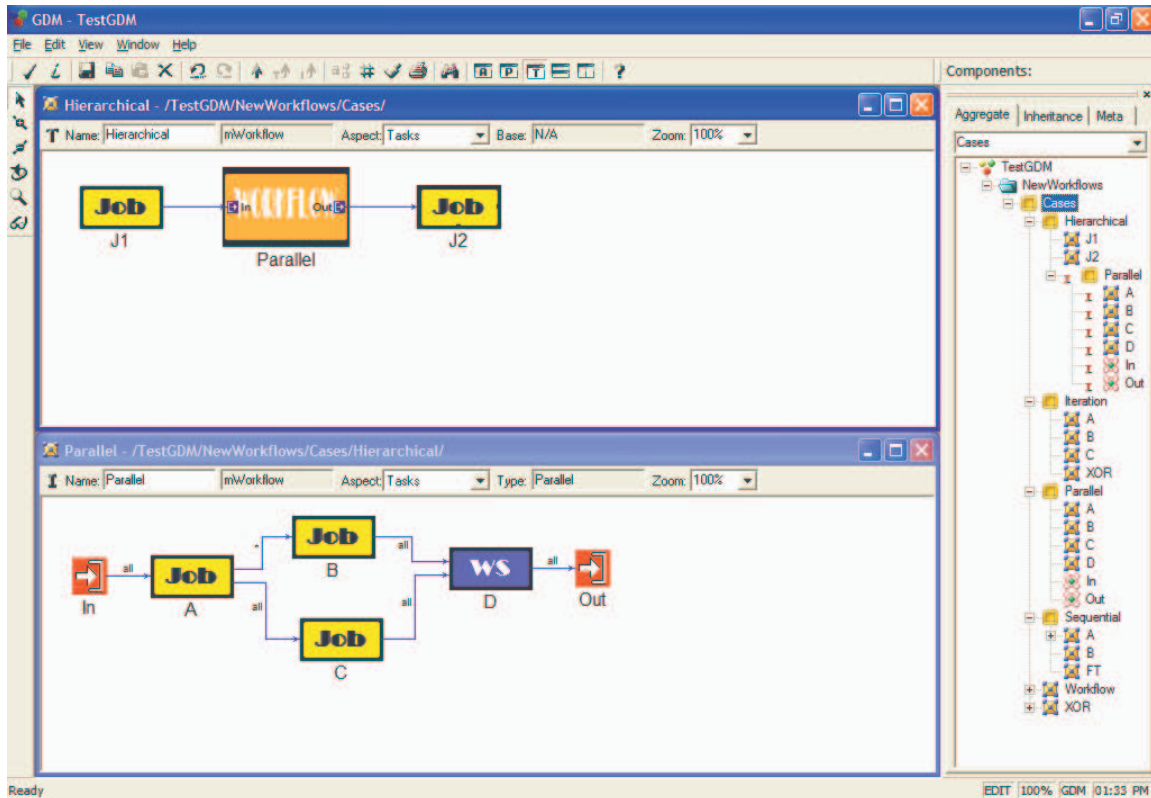 GDM - TestGDM
File Edit View Window Help
Components:
Hierarchical - /TestGDM/NewWorkflows/Cases/
Name: Hierarchical mWorkflow Aspect: Tasks Base: N/A Zoom: 100%
Job
J1
WORKFLOW
In Out
Parallel
Job
J2
Parallel - /TestGDM/NewWorkflows/Cases/Hierarchical/
Name: Parallel mWorkflow Aspect: Tasks Type: Parallel Zoom: 100%
In
all
Job
A
*
Job
B
all
all
Job
C
all
WS
D
all
Out
Aggregate Inheritance Meta
Cases
TestGDM
NewWorkflows
Cases
Hierarchical
J1
J2
Parallel
A
B
C
D
In
Out
Iteration
A
B
C
XOR
Parallel
A
B
C
D
In
Out
Sequential
A
B
FT
Workflow
XOR
Ready
EDIT 100% GDM 01:33 PM